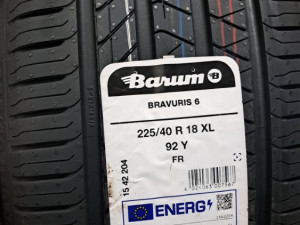 Barum B
BRAVURIS 6
225/40 R 18 XL
92 Y
FR
15 42 204
ENERG